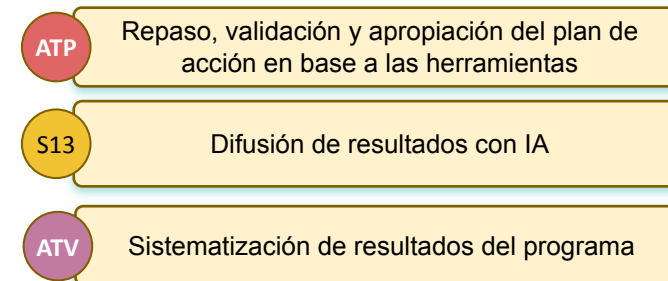 ATP
Repaso, validación y apropiación del plan de
acción en base a las herramientas
S13
Difusión de resultados con IA
ATV
Sistematización de resultados del programa